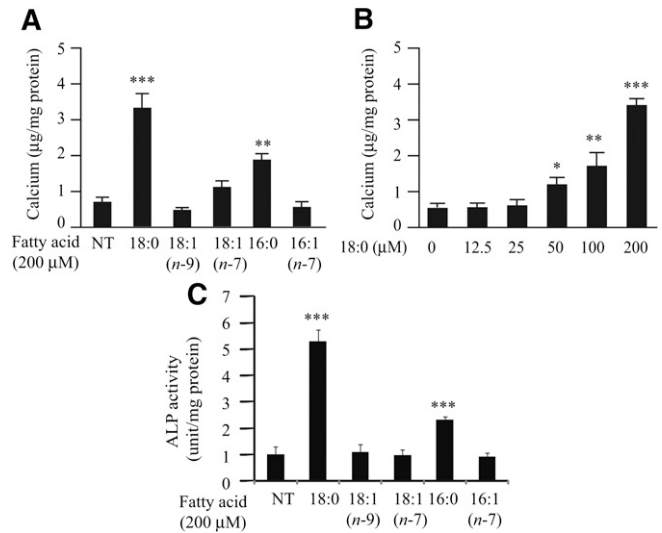 A
Calcium (µg/mg protein)
5
4
3
2
1
0
***
**
Fatty acid NT 18:0 18:1 18:1 16:0 16:1
(200 µM) (n-9) (n-7) (n-7)
B
Calcium (µg/mg protein)
5
4
3
2
1
0
*
**
***
18:0 (µM) 0 12.5 25 50 100 200
C
ALP activity
(unit/mg protein)
7
6
5
4
3
2
1
0
***
***
Fatty acid NT 18:0 18:1 18:1 16:0 16:1
(200 µM) (n-9) (n-7) (n-7)